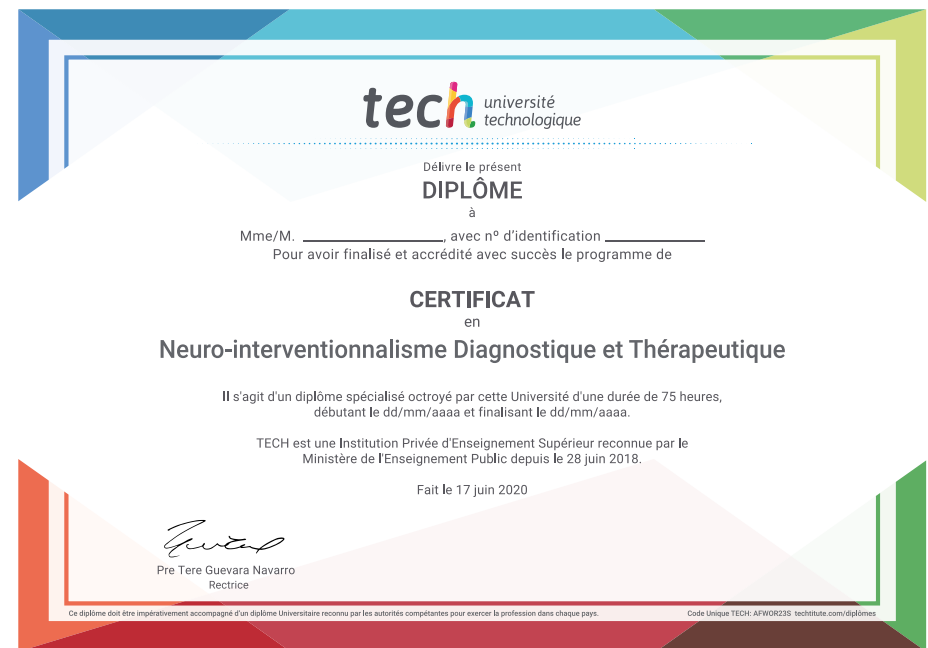 tech université
technologique
Délivre le présent
DIPLÔME
à
Mme/M. ____________________, avec nº d'identification ______________
Pour avoir finalisé et accrédité avec succès le programme de
CERTIFICAT
en
Neuro-interventionnalisme Diagnostique et Thérapeutique
Il s'agit d'un diplôme spécialisé octroyé par cette Université d'une durée de 75 heures,
débutant le dd/mm/aaaa et finalisant le dd/mm/aaaa.
TECH est une Institution Privée d'Enseignement Supérieur reconnue par le
Ministère de l'Enseignement Public depuis le 28 juin 2018.
Fait le 17 juin 2020
Pre Tere Guevara Navarro
Rectrice
Ce diplôme doit être impérativement accompagné d'un diplôme Universitaire reconnu par les autorités compétantes pour exercer la profession dans chaque pays.
Code Unique TECH: AFWOR23S techtitute.com/diplômes